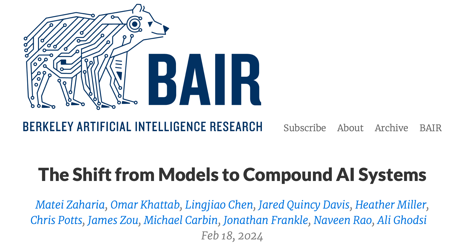 BAIR
BERKELEY ARTIFICIAL INTELLIGENCE RESEARCH
Subscribe About Archive BAIR
The Shift from Models to Compound AI Systems
Matei Zaharia, Omar Khattab, Lingjiao Chen, Jared Quincy Davis, Heather Miller,
Chris Potts, James Zou, Michael Carbin, Jonathan Frankle, Naveen Rao, Ali Ghodsi
Feb 18, 2024